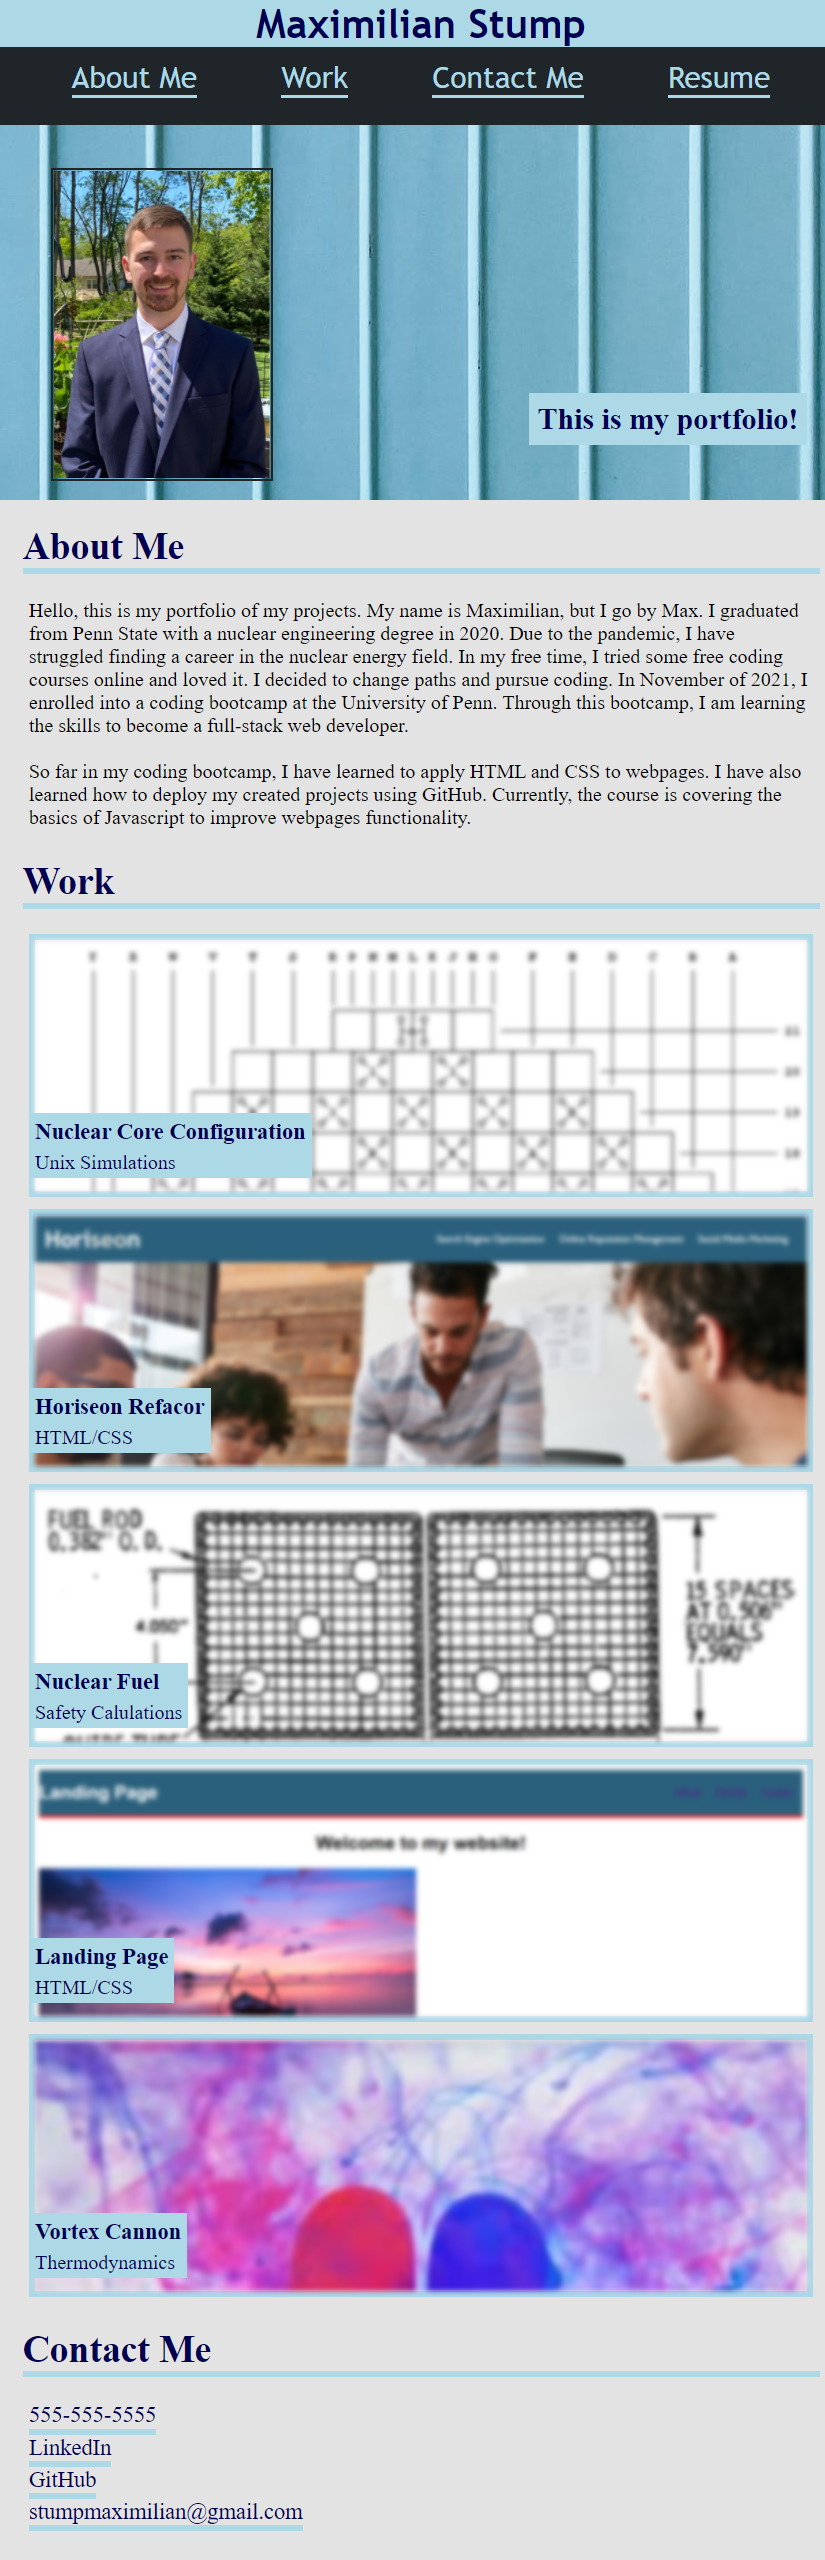 Maximilian Stump
About Me Work Contact Me Resume
This is my portfolio!
About Me
Hello, this is my portfolio of my projects. My name is Maximilian, but I go by Max. I graduated
from Penn State with a nuclear engineering degree in 2020. Due to the pandemic, I have
struggled finding a career in the nuclear energy field. In my free time, I tried some free coding
courses online and loved it. I decided to change paths and pursue coding. In November of 2021, I
enrolled into a coding bootcamp at the University of Penn. Through this bootcamp, I am learning
the skills to become a full-stack web developer.
So far in my coding bootcamp, I have learned to apply HTML and CSS to webpages. I have also
learned how to deploy my created projects using GitHub. Currently, the course is covering the
basics of Javascript to improve webpages functionality.
Work
Nuclear Core Configuration
Unix Simulations
Horiseon
Search Engine Optimization Online Reputation Management Social Media Marketing
Horiseon Refacor
HTML/CSS
FUEL ROD
0.382" O.D.
15 SPACES
AT 0.506"
EQUALS
7.590"
Nuclear Fuel
Safety Calulations
Landing Page
Welcome to my website!
Landing Page
HTML/CSS
Vortex Cannon
Thermodynamics
Contact Me
555-555-5555
LinkedIn
GitHub
stumpmaximilian@gmail.com